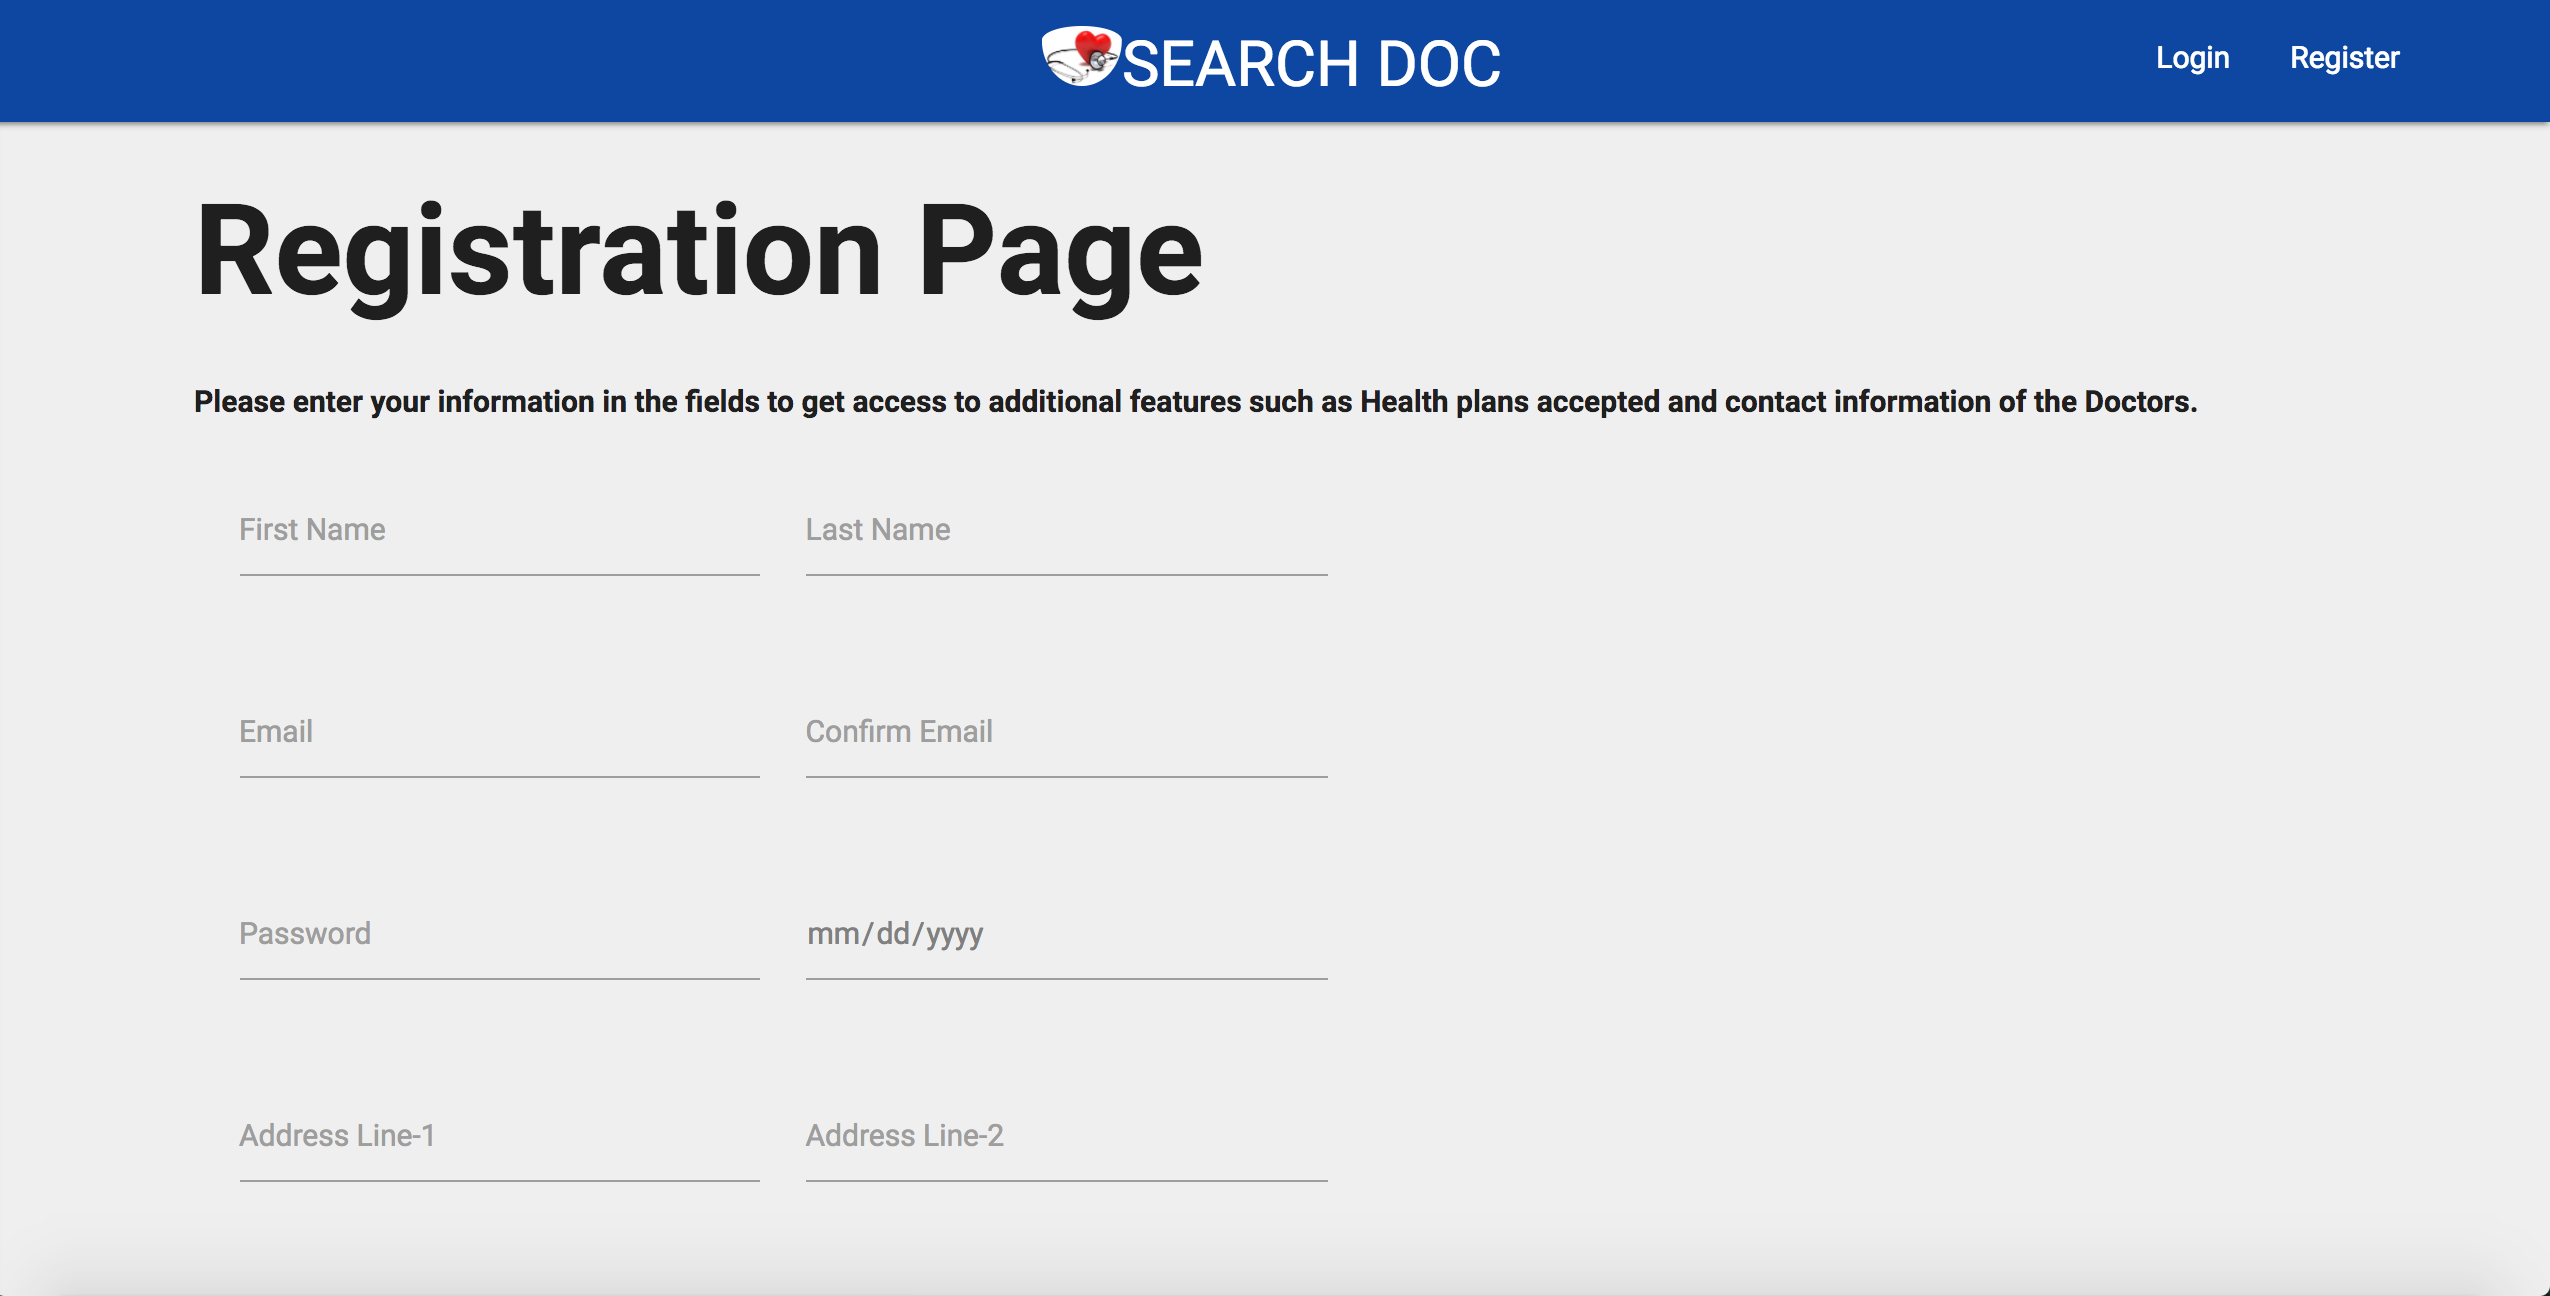 SEARCH DOC
Login Register
Registration Page
Please enter your information in the fields to get access to additional features such as Health plans accepted and contact information of the Doctors.
First Name Last Name
Email Confirm Email
Password mm/dd/yyyy
Address Line-1 Address Line-2